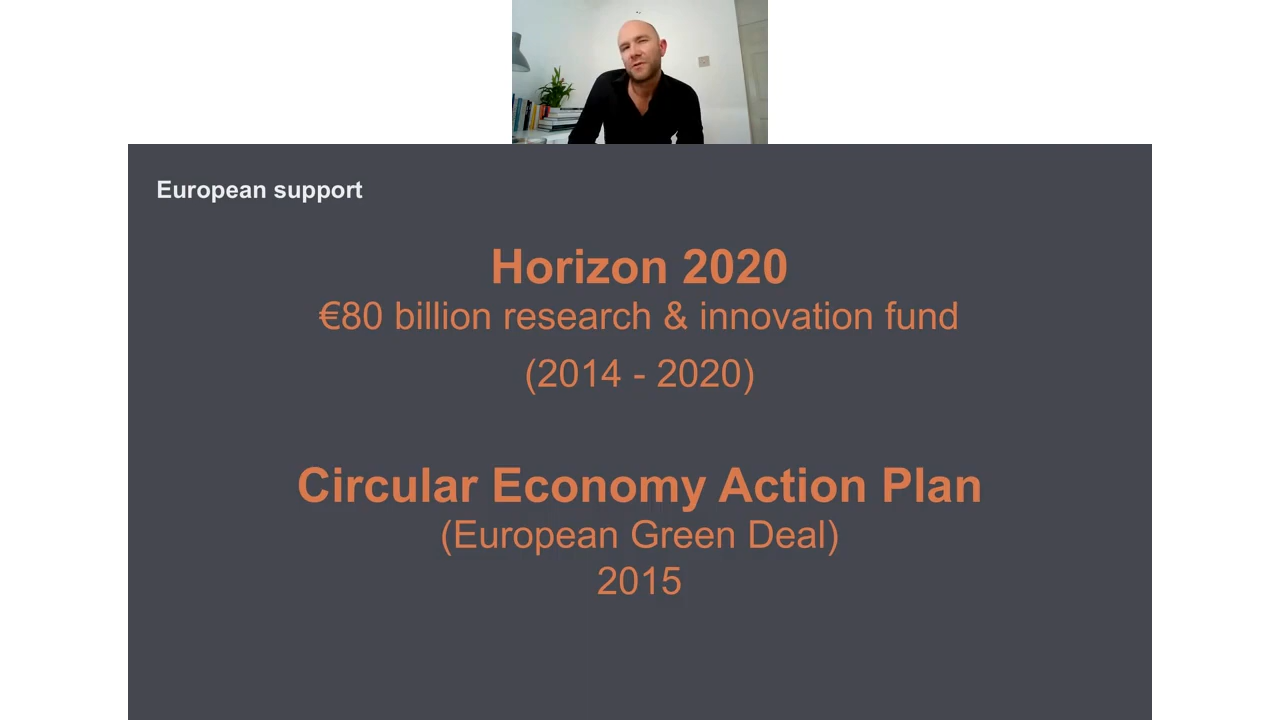 European support
Horizon 2020
€80 billion research & innovation fund
(2014 - 2020)
Circular Economy Action Plan
(European Green Deal)
2015